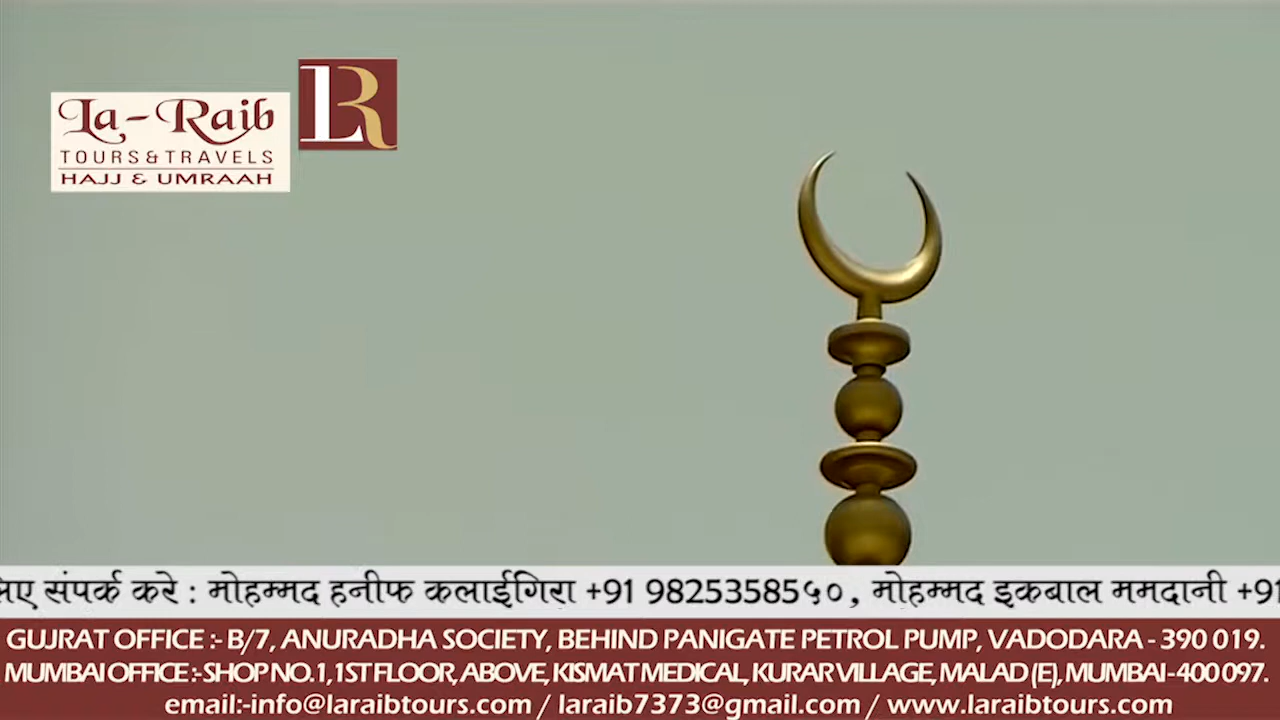 La-Raib
TOURS & TRAVELS
HAJJ & UMRAAH
LR
संपर्क करे : मोहम्मद हनीफ कलाईगिरा +91 98253585५०, मोहम्मद इकबाल ममदानी +91
GUJRAT OFFICE :- B/7, ANURADHA SOCIETY, BEHIND PANIGATE PETROL PUMP, VADODARA - 390 019.
MUMBAI OFFICE :- SHOP NO. 1, 1ST FLOOR, ABOVE, KISMAT MEDICAL, KURAR VILLAGE, MALAD (E), MUMBAI - 400 097.
email:-info@laraibtours.com / laraib7373@gmail.com / www.laraibtours.com